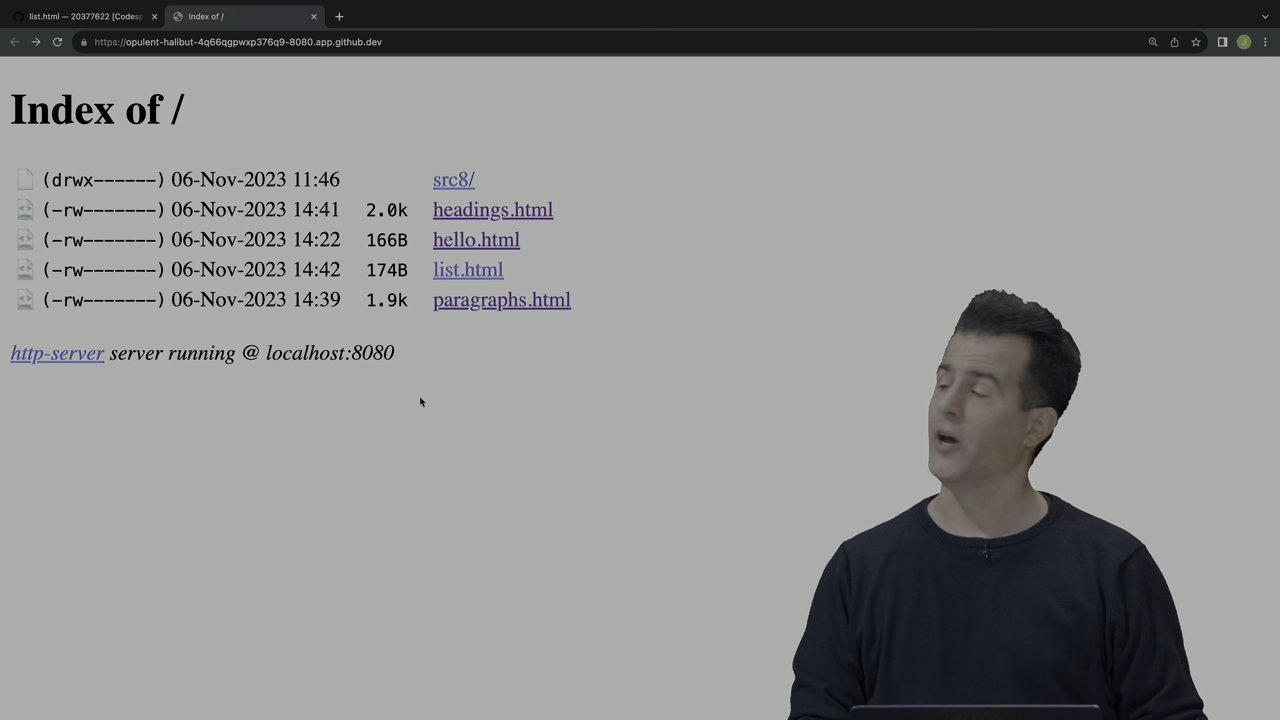 list.html — 20377622 [Codesp
Index of /
https://opulent-halibut-4q66qgpwxp376q9-8080.app.github.dev
J
Index of /
(drwx------) 06-Nov-2023 11:46 src8/
(-rw-------) 06-Nov-2023 14:41 2.0k headings.html
(-rw-------) 06-Nov-2023 14:22 166B hello.html
(-rw-------) 06-Nov-2023 14:42 174B list.html
(-rw-------) 06-Nov-2023 14:39 1.9k paragraphs.html
http-server server running @ localhost:8080